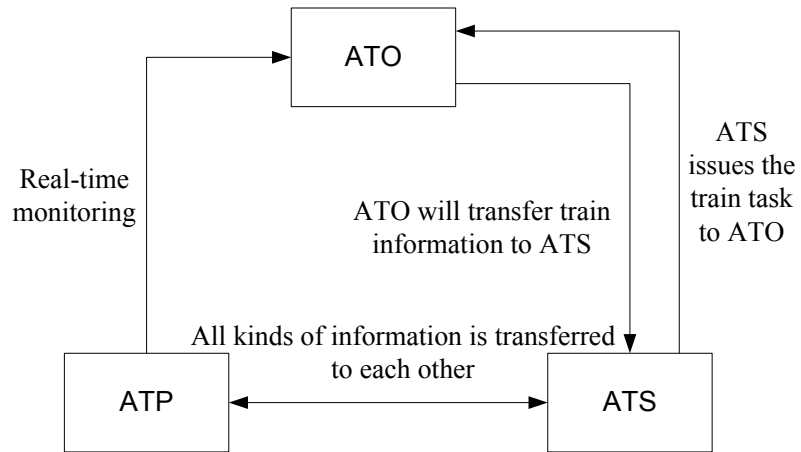 ATO
Real-time
monitoring
ATO will transfer train
information to ATS
ATS
issues the
train task
to ATO
All kinds of information is transferred
to each other
ATP
ATS